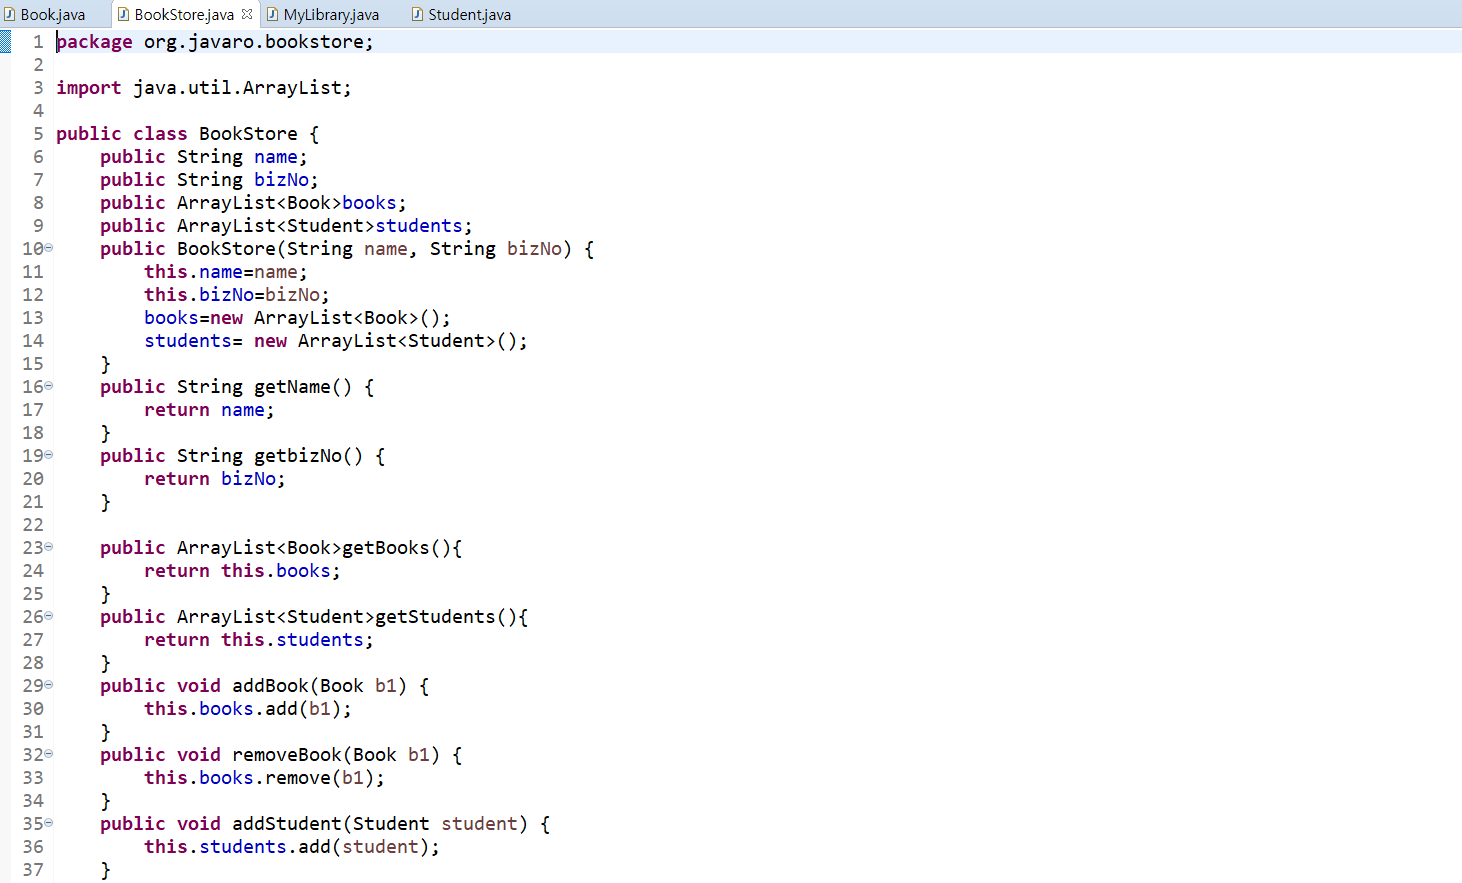 Book.java BookStore.java MyLibrary.java Student.java
1 package org.javaro.bookstore;
2
3 import java.util.ArrayList;
4
5 public class BookStore {
6     public String name;
7     public String bizNo;
8     public ArrayList<Book>books;
9     public ArrayList<Student>students;
10     public BookStore(String name, String bizNo) {
11         this.name=name;
12         this.bizNo=bizNo;
13         books=new ArrayList<Book>();
14         students= new ArrayList<Student>();
15     }
16     public String getName() {
17         return name;
18     }
19     public String getbizNo() {
20         return bizNo;
21     }
22
23     public ArrayList<Book>getBooks(){
24         return this.books;
25     }
26     public ArrayList<Student>getStudents(){
27         return this.students;
28     }
29     public void addBook(Book b1) {
30         this.books.add(b1);
31     }
32     public void removeBook(Book b1) {
33         this.books.remove(b1);
34     }
35     public void addStudent(Student student) {
36         this.students.add(student);
37     }